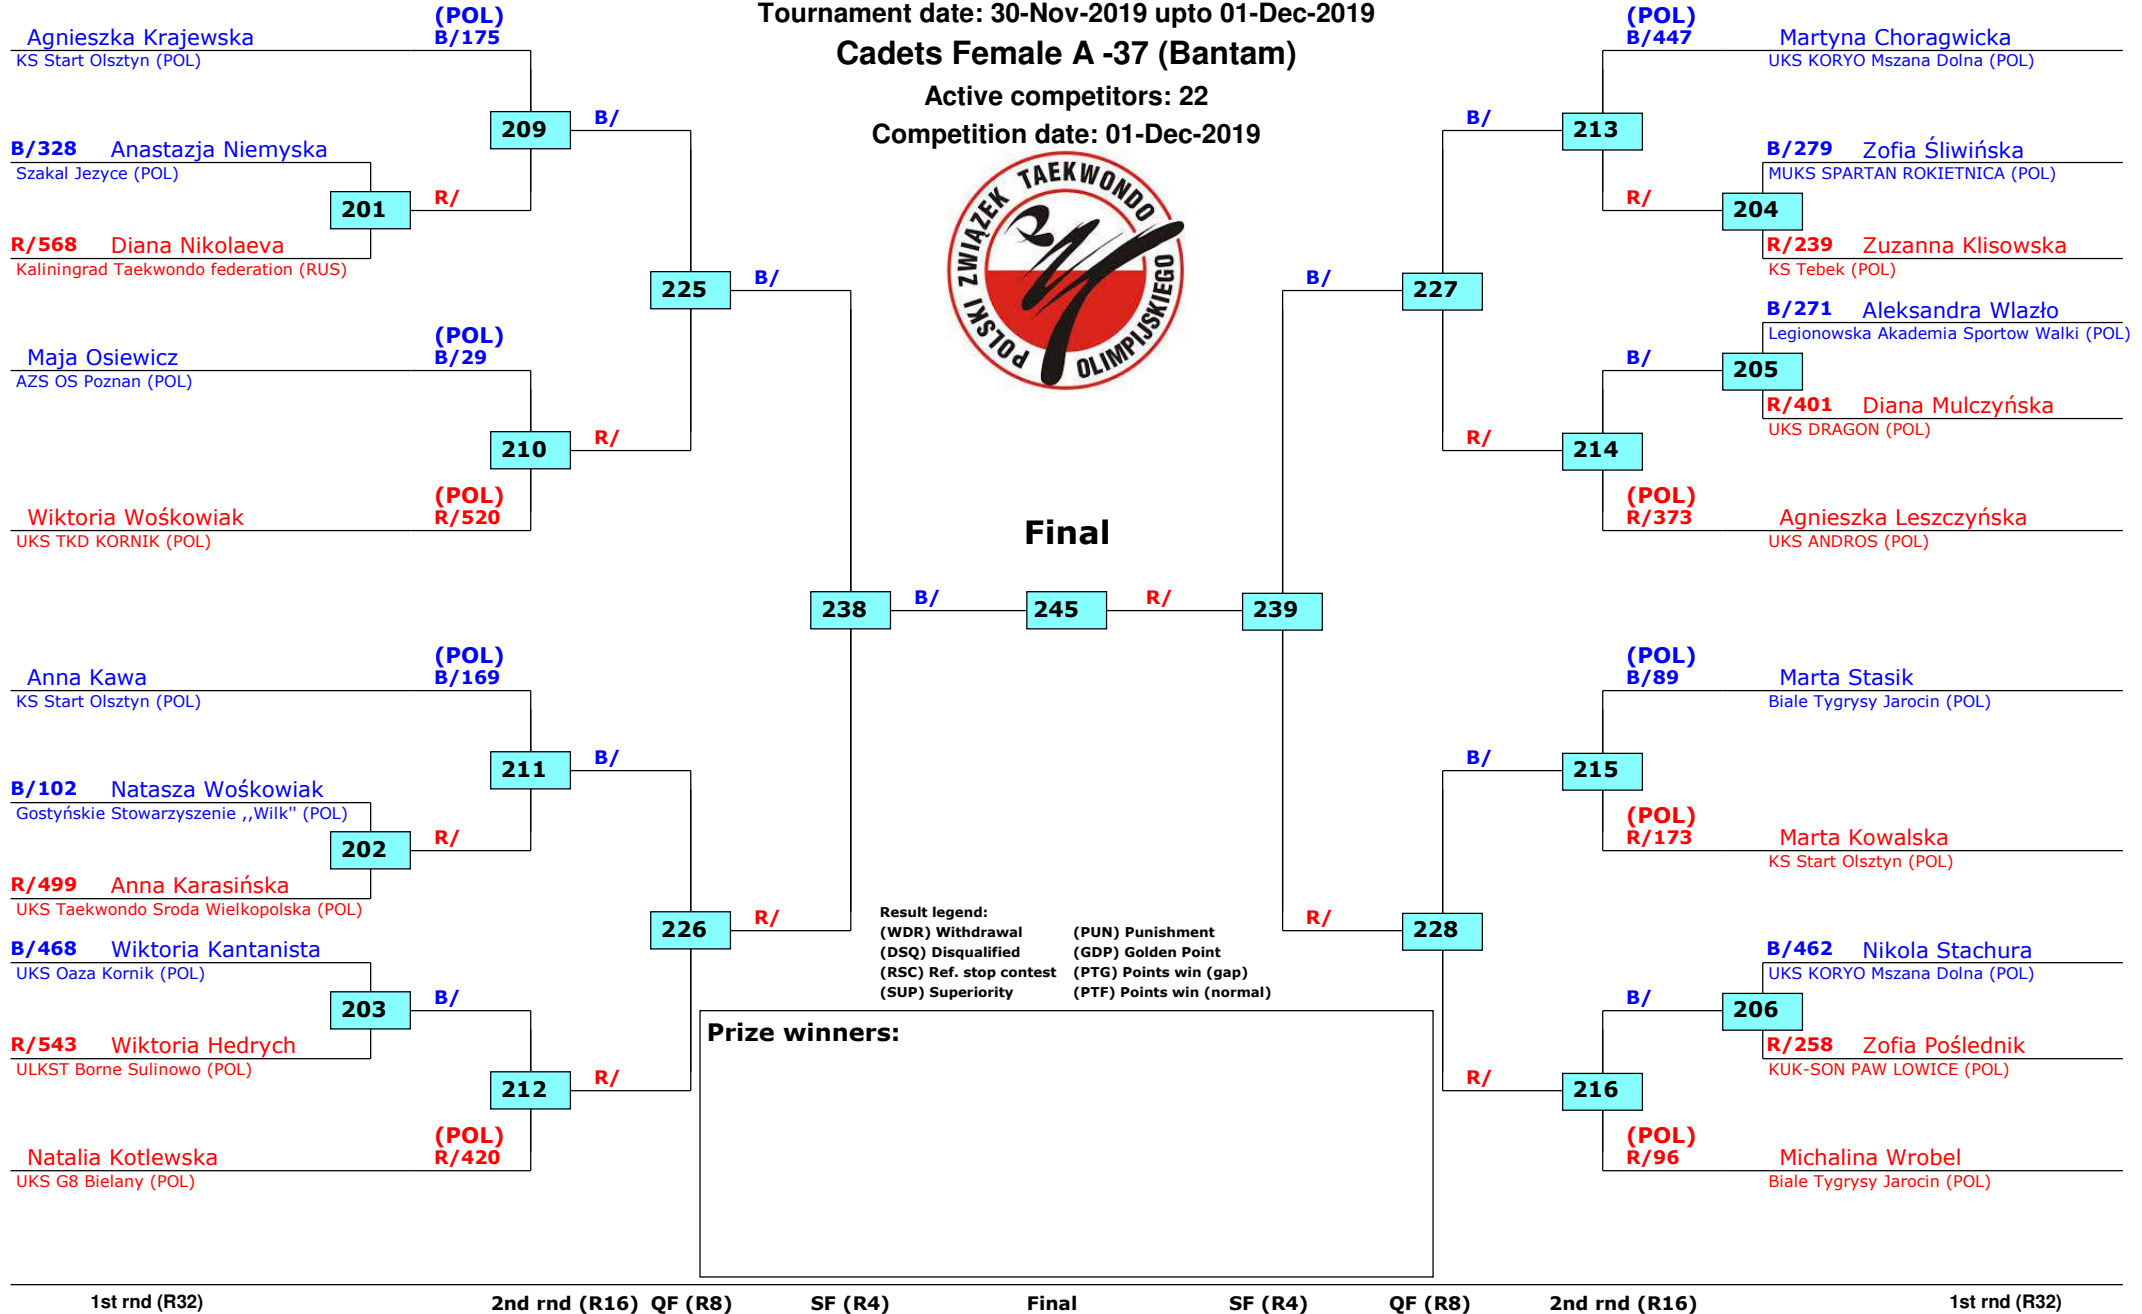 Tournament date: 30-Nov-2019 upto 01-Dec-2019
Cadets Female A -37 (Bantam)
Active competitors: 22
Competition date: 01-Dec-2019
POLSKI ZWIĄZEK TAEKWONDO OLIMPIJSKIEGO
(POL)
Agnieszka Krajewska B/175
KS Start Olsztyn (POL)
209 B/
B/328 Anastazja Niemyska
Szakal Jezyce (POL)
201 R/
R/568 Diana Nikolaeva
Kaliningrad Taekwondo federation (RUS)
225 B/
(POL)
Maja Osiewicz B/29
AZS OS Poznan (POL)
210 R/
(POL)
Wiktoria Wośkowiak R/520
UKS TKD KORNIK (POL)
238 B/
(POL)
Anna Kawa B/169
KS Start Olsztyn (POL)
211 B/
B/102 Natasza Wośkowiak
Gostyńskie Stowarzyszenie ,,Wilk" (POL)
202 R/
R/499 Anna Karasińska
UKS Taekwondo Sroda Wielkopolska (POL)
226 R/
B/468 Wiktoria Kantanista
UKS Oaza Kornik (POL)
203 B/
R/543 Wiktoria Hedrych
ULKST Borne Sulinowo (POL)
212 R/
(POL)
Natalia Kotlewska R/420
UKS G8 Bielany (POL)
Final
245
(POL)
B/447 Martyna Choragwicka
UKS KORYO Mszana Dolna (POL)
B/ 213
B/279 Zofia Śliwińska
MUKS SPARTAN ROKIETNICA (POL)
R/ 204
R/239 Zuzanna Klisowska
KS Tebek (POL)
B/ 227
B/271 Aleksandra Wlazło
Legionowska Akademia Sportow Walki (POL)
B/ 205
R/401 Diana Mulczyńska
UKS DRAGON (POL)
R/ 214
(POL)
R/373 Agnieszka Leszczyńska
UKS ANDROS (POL)
R/ 239
(POL)
B/89 Marta Stasik
Biale Tygrysy Jarocin (POL)
B/ 215
(POL)
R/173 Marta Kowalska
KS Start Olsztyn (POL)
R/ 228
B/462 Nikola Stachura
UKS KORYO Mszana Dolna (POL)
B/ 206
R/258 Zofia Poślednik
KUK-SON PAW LOWICE (POL)
R/ 216
(POL)
R/96 Michalina Wrobel
Biale Tygrysy Jarocin (POL)
Result legend:
(WDR) Withdrawal (PUN) Punishment
(DSQ) Disqualified (GDP) Golden Point
(RSC) Ref. stop contest (PTG) Points win (gap)
(SUP) Superiority (PTF) Points win (normal)
Prize winners:
1st rnd (R32) 2nd rnd (R16) QF (R8) SF (R4) Final SF (R4) QF (R8) 2nd rnd (R16) 1st rnd (R32)